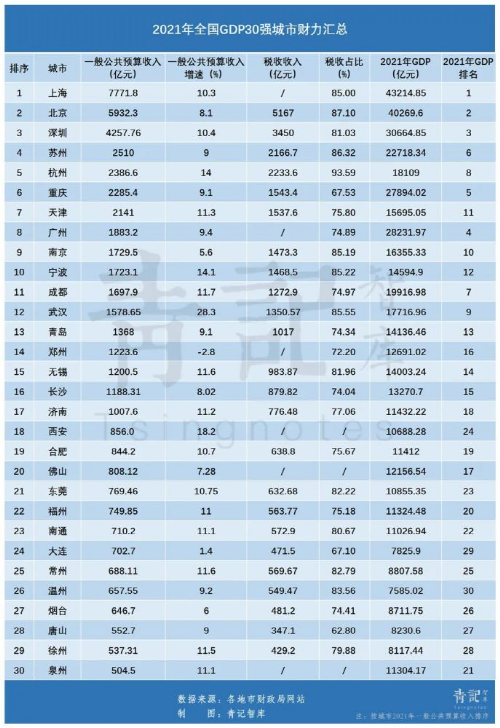 2021年全国GDP30强城市财力汇总
排序 城市 一般公共预算收入(亿元) 一般公共预算收入增速 (%) 税收收入(亿元) 税收占比(%) 2021年GDP(亿元) 2021年GDP排名
1 上海 7771.8 10.3 / 85.00 43214.85 1
2 北京 5932.3 8.1 5167 87.10 40269.6 2
3 深圳 4257.76 10.4 3450 81.03 30664.85 3
4 苏州 2510 9 2166.7 86.32 22718.34 6
5 杭州 2386.6 14 2233.6 93.59 18109 8
6 重庆 2285.4 9.1 1543.4 67.53 27894.02 5
7 天津 2141 11.3 1537.6 75.80 15695.05 11
8 广州 1883.2 9.4 / 74.89 28231.97 4
9 南京 1729.5 5.6 1473.3 85.19 16355.33 10
10 宁波 1723.1 14.1 1468.5 85.22 14594.9 12
11 成都 1697.9 11.7 1272.9 74.97 19916.98 7
12 武汉 1578.65 28.3 1350.57 85.55 17716.96 9
13 青岛 1368 9.1 1017 74.34 14136.46 13
14 郑州 1223.6 -2.8 / 72.20 12691.02 16
15 无锡 1200.5 11.6 983.87 81.96 14003.24 14
16 长沙 1188.31 8.02 879.82 74.04 13270.7 15
17 济南 1007.6 11.2 776.48 77.06 11432.22 18
18 西安 856.0 18.2 / / 10688.28 24
19 合肥 844.2 10.7 638.8 75.67 11412 19
20 佛山 808.12 7.28 / / 12156.54 17
21 东莞 769.46 10.75 632.68 82.22 10855.35 23
22 福州 749.85 11 563.77 75.18 11324.48 20
23 南通 710.2 11.1 572.9 80.67 11026.94 22
24 大连 702.7 1.4 471.5 67.10 7825.9 29
25 常州 688.11 11.6 569.67 82.79 8807.58 25
26 温州 657.55 9.2 549.47 83.56 7585.02 30
27 烟台 646.7 6 481.2 74.41 8711.75 26
28 唐山 552.7 9 347.1 62.80 8230.6 27
29 徐州 537.31 11.5 429.2 79.88 8117.44 28
30 泉州 504.5 11.1 / / 11304.17 21
青記智库
Tsingnotes
数据来源：各地市财政局网站
制图：青记智库
青記智库
Tsingnotes
注：按城市2021年一般公共预算收入排序